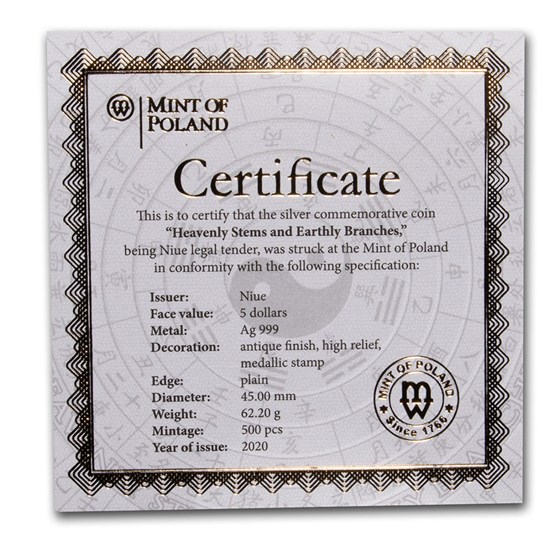 MINT OF
POLAND
Certificate
This is to certify that the silver commemorative coin
“Heavenly Stems and Earthly Branches,”
being Niue legal tender, was struck at the Mint of Poland
in conformity with the following specification:
Issuer: Niue
Face value: 5 dollars
Metal: Ag 999
Decoration: antique finish, high relief,
medallic stamp
Edge: plain
Diameter: 45.00 mm
Weight: 62.20 g
Mintage: 500 pcs
Year of issue: 2020
MINT OF POLAND
Since 1766